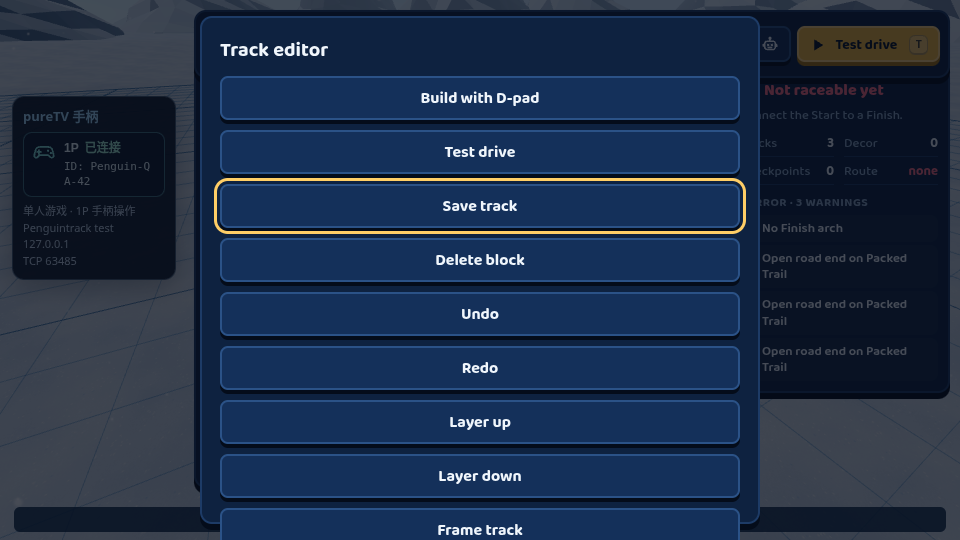 Track editor
Build with D-pad
Test drive
Save track
Delete block
Undo
Redo
Layer up
Layer down
Frame track
pureTV 手柄
1P 已连接
ID: Penguin-Q
A-42
单人游戏 · 1P 手柄操作
Penguintrack test
127.0.0.1
TCP 63485
Test drive T
Not raceable yet
the Start to a Finish.
3 Decor 0
0 Route none
3 WARNINGS
No Finish arch
Open road end on Packed
Trail
Open road end on Packed
Trail
Open road end on Packed
Trail